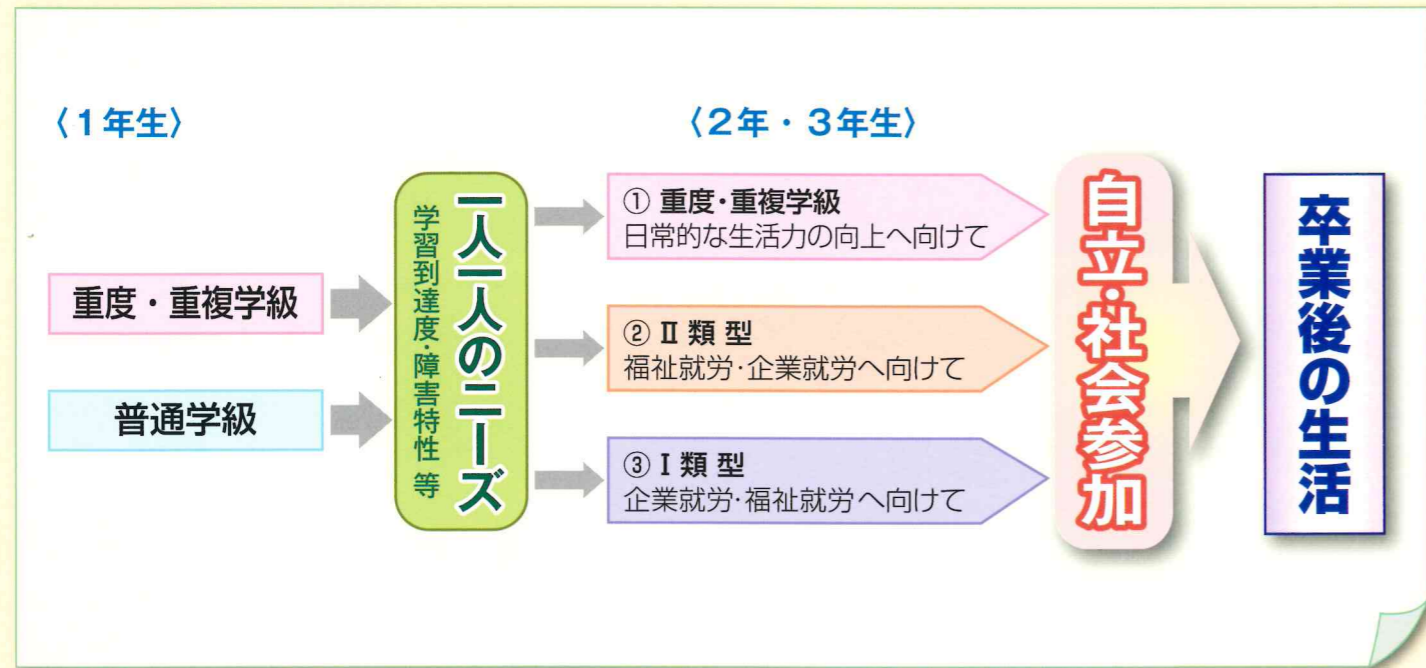 〈1年生〉
重度・重複学級
普通学級
一人一人のニーズ
学習到達度・障害特性 等
〈2年・3年生〉
① 重度・重複学級
日常的な生活力の向上へ向けて
② Ⅱ類型
福祉就労・企業就労へ向けて
③ Ⅰ類型
企業就労・福祉就労へ向けて
自立・社会参加
卒業後の生活